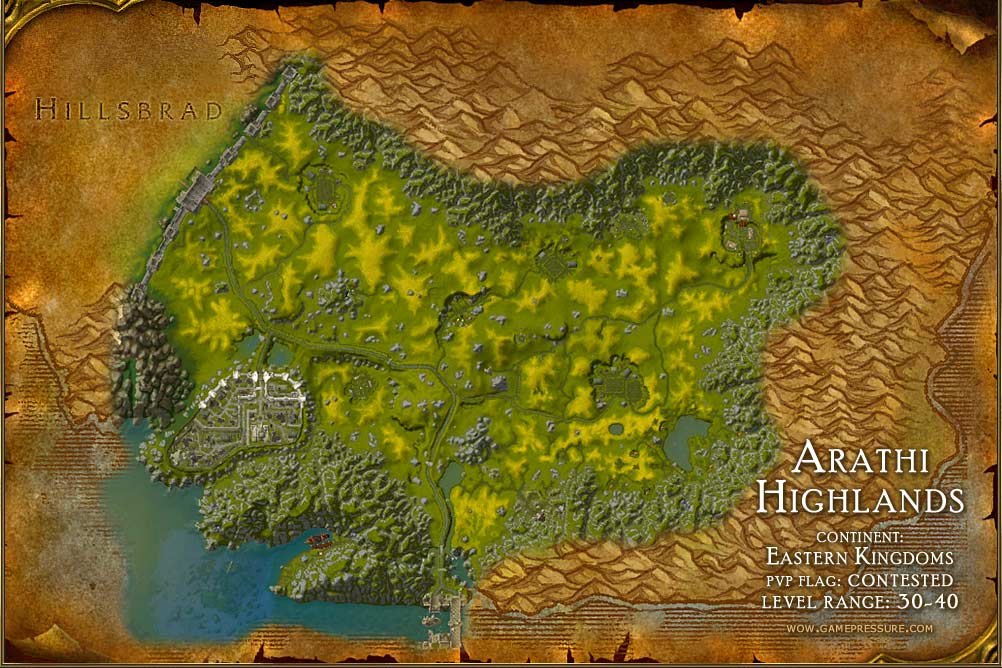 HILLSBRAD
ARATHI
HIGHLANDS
CONTINENT:
EASTERN KINGDOMS
PVP FLAG: CONTESTED
LEVEL RANGE: 30-40
WOW.GAMEPRESSURE.COM